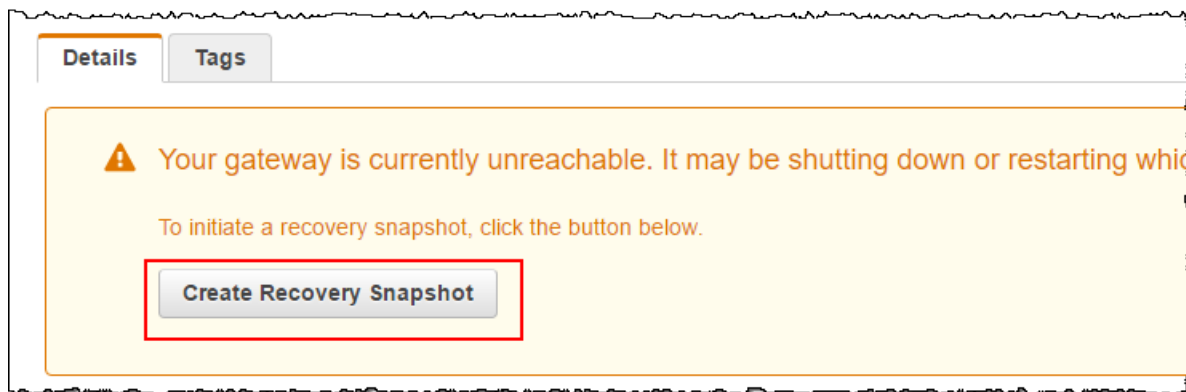 Details Tags
Your gateway is currently unreachable. It may be shutting down or restarting
To initiate a recovery snapshot, click the button below.
Create Recovery Snapshot